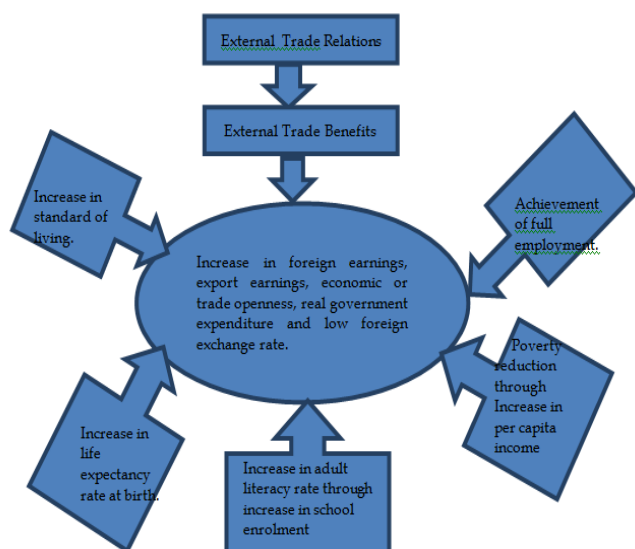 External Trade Relations
External Trade Benefits
Increase in
standard of
living.
Achievement
of full
employment.
Increase in foreign earnings,
export earnings, economic or
trade openness, real government
expenditure and low foreign
exchange rate.
Poverty
reduction
through
Increase in
per capita
income
Increase in
life
expectancy
rate at birth.
Increase in adult
literacy rate through
increase in school
enrolment